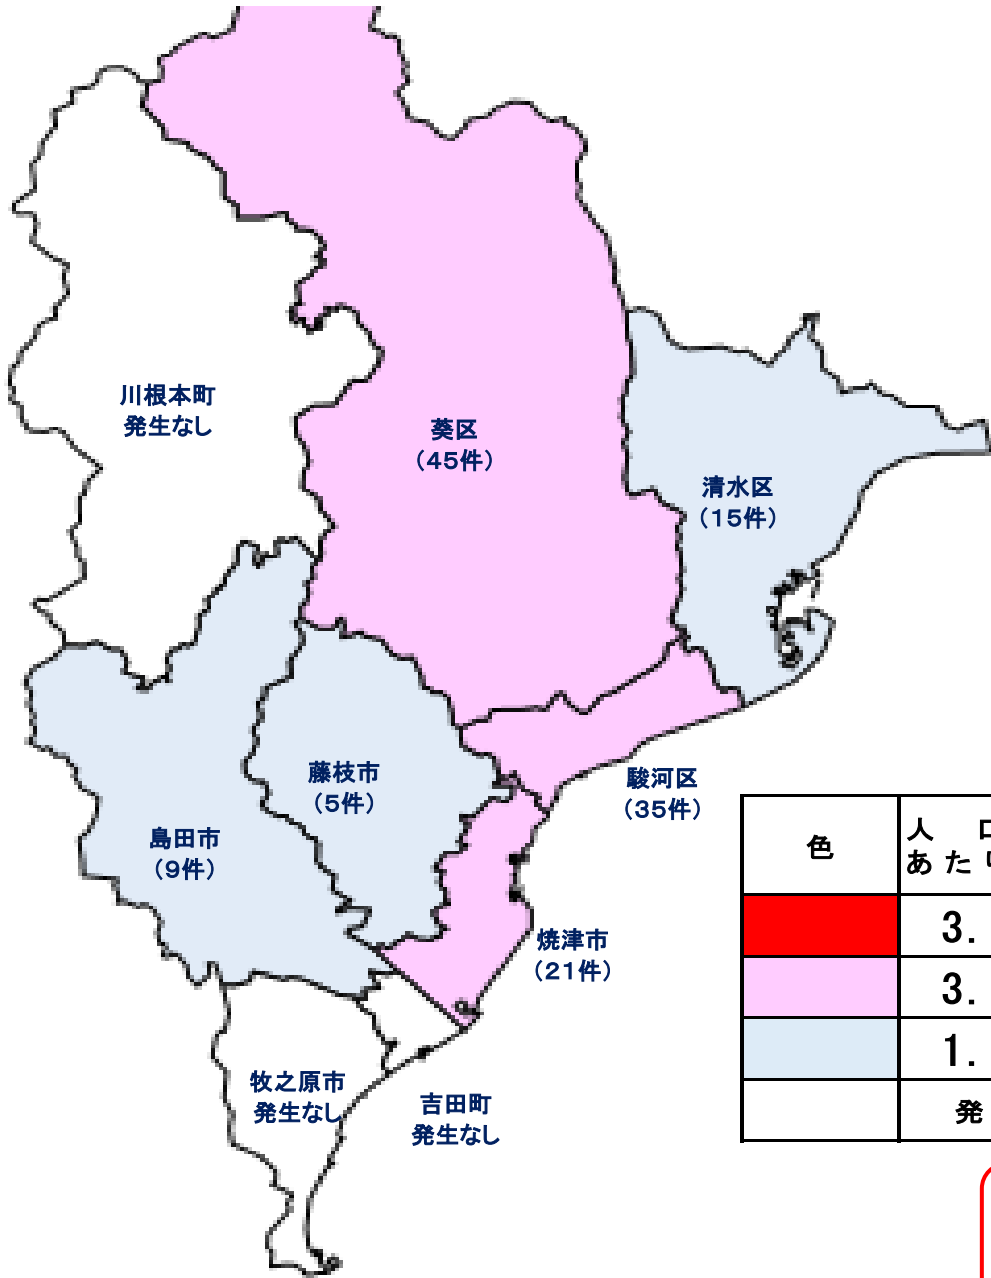 川根本町
発生なし
葵区
（45件）
清水区
（15件）
藤枝市
（5件）
駿河区
（35件）
島田市
（9件）
焼津市
（21件）
牧之原市
発生なし
吉田町
発生なし
色
人 口
あ た り
3.
3.
1.
発